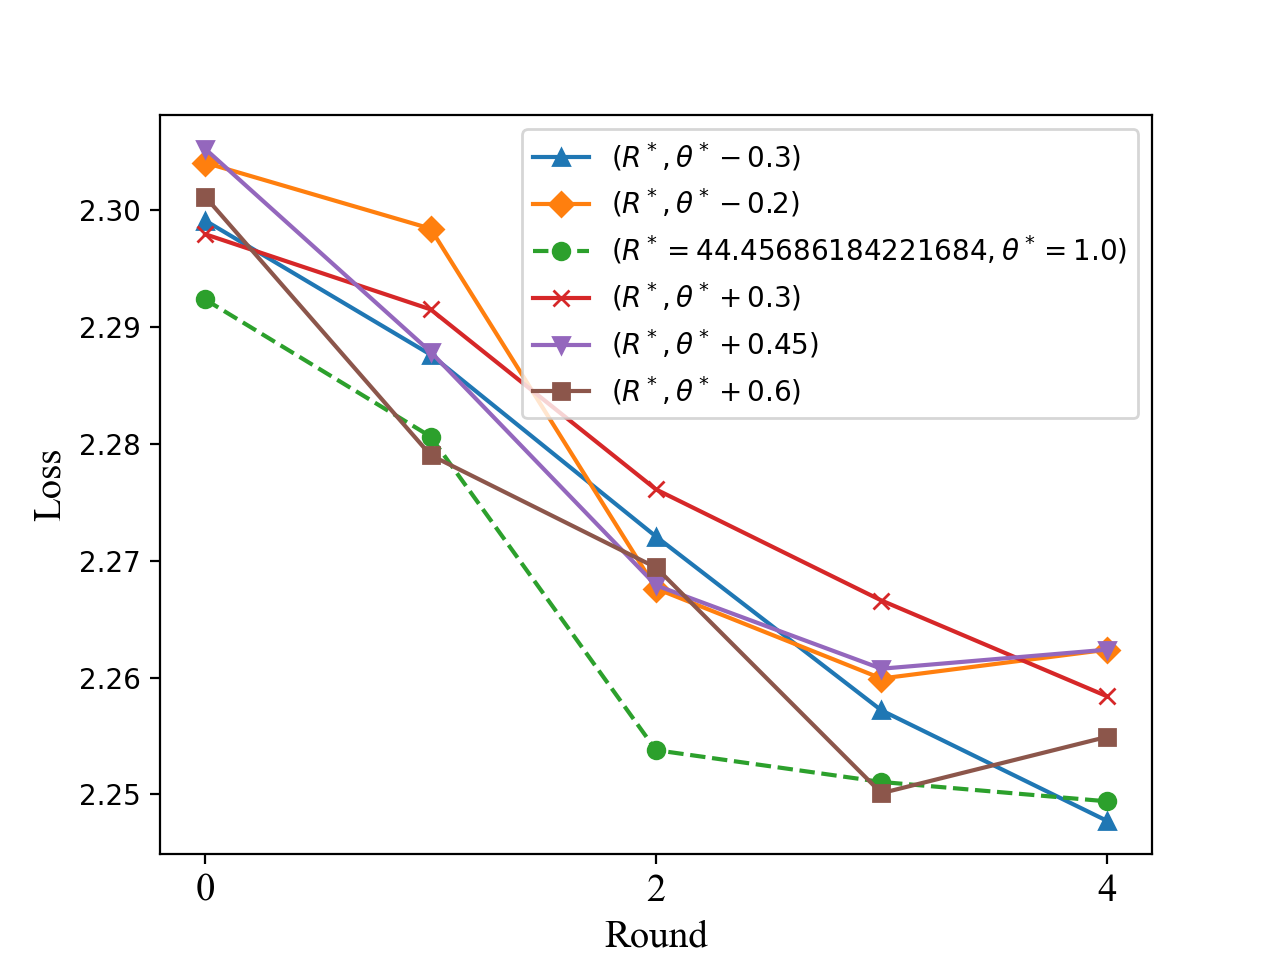 (R*, θ* − 0.3)
(R*, θ* − 0.2)
(R* = 44.45686184221684, θ* = 1.0)
(R*, θ* + 0.3)
(R*, θ* + 0.45)
(R*, θ* + 0.6)
2.30
2.29
2.28
2.27
2.26
2.25
Loss
0 2 4
Round